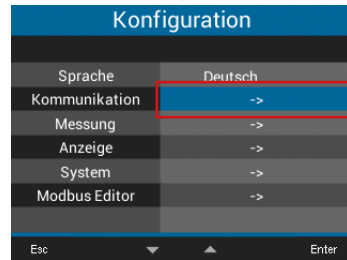 Konfiguration
Sprache Deutsch
Kommunikation ->
Messung ->
Anzeige ->
System ->
Modbus Editor ->
Esc Enter